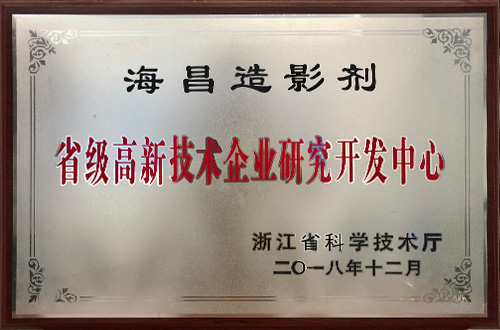 海昌造影剂
省级高新技术企业研究开发中心
浙江省科学技术厅
二〇一八年十二月